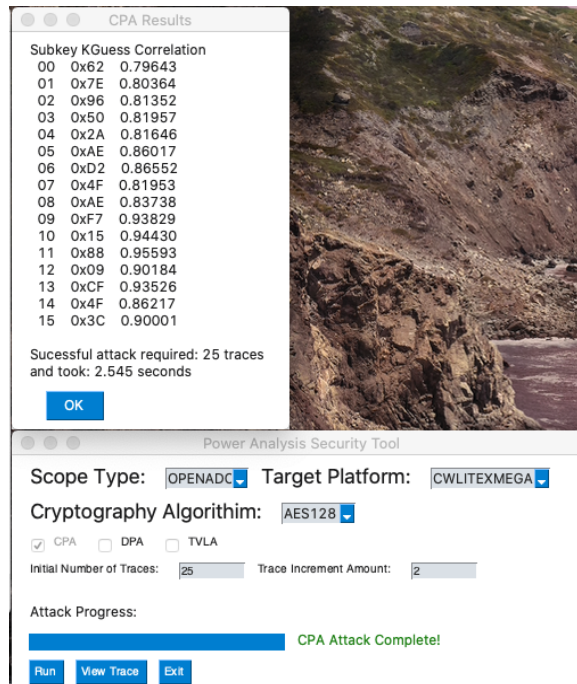 CPA Results
Subkey KGuess Correlation
00 0x62 0.79643
01 0x7E 0.80364
02 0x96 0.81352
03 0x50 0.81957
04 0x2A 0.81646
05 0xAE 0.86017
06 0xD2 0.86552
07 0x4F 0.81953
08 0xAE 0.83738
09 0xF7 0.93829
10 0x15 0.94430
11 0x88 0.95593
12 0x09 0.90184
13 0xCF 0.93526
14 0x4F 0.86217
15 0x3C 0.90001
Sucessful attack required: 25 traces
and took: 2.545 seconds
OK
Power Analysis Security Tool
Scope Type: OPENADC Target Platform: CWLITEXMEGA
Cryptography Algorithim: AES128
CPA DPA TVLA
Initial Number of Traces: 25 Trace Increment Amount: 2
Attack Progress:
CPA Attack Complete!
Run View Trace Exit